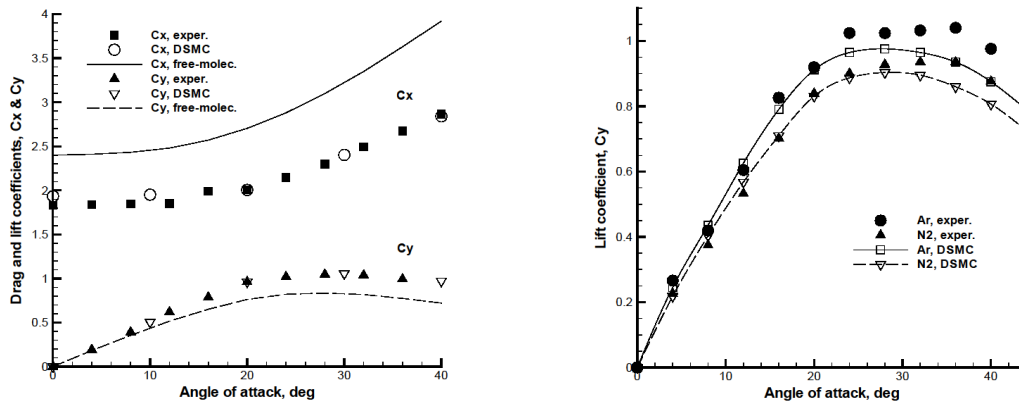 Drag and lift coefficients, Cx & Cy
4
3.5
3
2.5
2
1.5
1
0.5
0
Cx, exper.
Cx, DSMC
Cx, free-molec.
Cy, exper.
Cy, DSMC
Cy, free-molec.
Cx
Cy
0
10
20
30
40
Angle of attack, deg
Lift coefficient, Cy
1
0.8
0.6
0.4
0.2
0
Ar, exper.
N2, exper.
Ar, DSMC
N2, DSMC
0
10
20
30
40
Angle of attack, deg